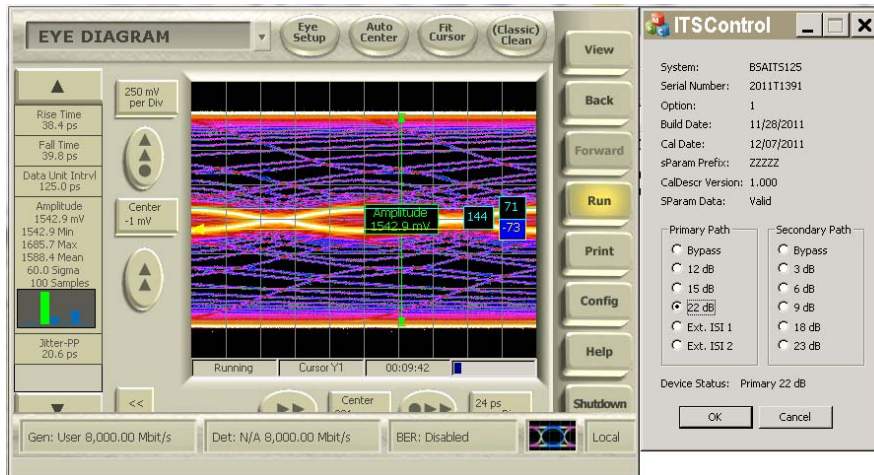 EYE DIAGRAM
Eye Setup
Auto Center
Fit Cursor
(Classic) Clean
Rise Time
38.4 ps
Fall Time
39.8 ps
Data Unit Intrvl
125.0 ps
Amplitude
1542.9 mV
1542.9 Min
1685.7 Max
1588.4 Mean
60.0 Sigma
100 Samples
Jitter-PP
20.6 ps
250 mV
per Div
Center
-1 mV
<<
Amplitude
1542.9 mV
144
71
-73
Running
Cursor Y1
00:09:42
Center
24 ps
View
Back
Forward
Run
Print
Config
Help
Shutdown
Gen: User 8,000.00 Mbit/s
Det: N/A 8,000.00 Mbit/s
BER: Disabled
Local
ITSControl
System: BSAITS125
Serial Number: 2011T1391
Option: 1
Build Date: 11/28/2011
Cal Date: 12/07/2011
sParam Prefix: ZZZZZ
CalDescr Version: 1.000
SParam Data: Valid
Primary Path
Bypass
12 dB
15 dB
22 dB
Ext. ISI 1
Ext. ISI 2
Secondary Path
Bypass
3 dB
6 dB
9 dB
18 dB
23 dB
Device Status: Primary 22 dB
OK
Cancel